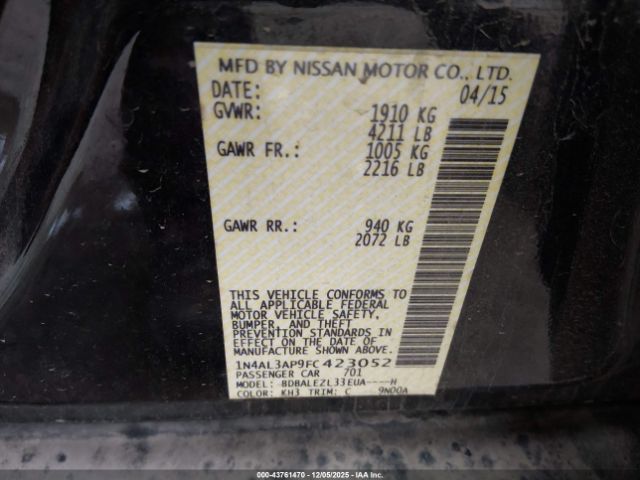 MFD BY NISSAN MOTOR CO., LTD.
DATE: 04/15
GVWR: 1910 KG
4211 LB
GAWR FR.: 1005 KG
2216 LB
GAWR RR.: 940 KG
2072 LB
THIS VEHICLE CONFORMS TO
ALL APPLICABLE FEDERAL
MOTOR VEHICLE SAFETY,
BUMPER, AND THEFT
PREVENTION STANDARDS IN
EFFECT ON THE DATE OF
MANUFACTURE SHOWN ABOVE.
1N4AL3AP9FC423052
PASSENGER CAR 701
MODEL: BDBALEZL33EUA----H
COLOR: KH3 TRIM: C 9N00A
000-43761470 12/05/2025 - IAAI.COM